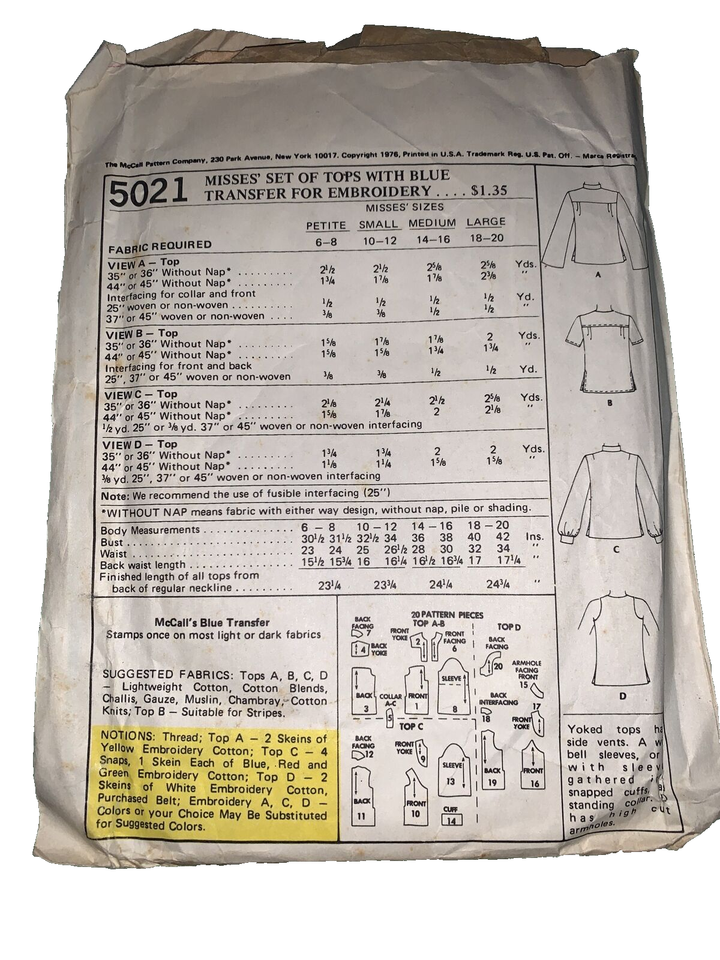 The McCall Pattern Company, 230 Park Avenue, New York 10017. Copyright 1976, Printed in U.S.A. Trademark Reg. U.S. Pat. Off. – Marca
5021 MISSES' SET OF TOPS WITH BLUE
TRANSFER FOR EMBROIDERY .... $1.35
MISSES' SIZES
PETITE SMALL MEDIUM LARGE
FABRIC REQUIRED 6–8 10–12 14–16 18–20
VIEW A – Top
35" or 36" Without Nap* ........ 2½ 2½ 2⅝ 2⅝ Yds.
44" or 45" Without Nap* ........ 1¾ 1⅞ 1⅞ 2⅜ "
Interfacing for collar and front
25" woven or non-woven ......... ½ ½ ½ ½ Yd.
37" or 45" woven or non-woven .... ⅜ ⅜ ½ ½ "
VIEW B – Top
35" or 36" Without Nap* ........ 1⅝ 1⅞ 1⅞ 2 Yds.
44" or 45" Without Nap* ........ 1⅝ 1⅝ 1¾ 1¾ "
Interfacing for front and back
25", 37" or 45" woven or non-woven ⅜ ⅜ ½ ½ Yd.
VIEW C – Top
35" or 36" Without Nap* ......... 2⅛ 2¼ 2½ 2⅝ Yds.
44" or 45" Without Nap* ......... 1⅝ 1⅞ 2 2⅛ "
½ yd. 25" or ⅜ yd. 37" or 45" woven or non-woven interfacing
VIEW D – Top
35" or 36" Without Nap* ......... 1¾ 1¾ 2 2 Yds.
44" or 45" Without Nap* ......... 1⅛ 1¼ 1⅝ 1⅝ "
⅜ yd. 25", 37" or 45" woven or non-woven interfacing
Note: We recommend the use of fusible interfacing (25")
*WITHOUT NAP means fabric with either way design, without nap, pile or shading.
Body Measurements ............ 6 – 8 10 – 12 14 – 16 18 – 20
Bust ........................ 30½ 31½ 32½ 34 36 38 40 42 Ins.
Waist ....................... 23 24 25 26½ 28 30 32 34 "
Back waist length .............. 15½ 15¾ 16 16¼ 16½ 16¾ 17 17¼ "
Finished length of all tops from
back of regular neckline ......... 23¼ 23¾ 24¼ 24¾ "
A
B
C
D
McCall's Blue Transfer
Stamps once on most light or dark fabrics
SUGGESTED FABRICS: Tops A, B, C, D
– Lightweight Cotton, Cotton Blends,
Challis, Gauze, Muslin, Chambray, Cotton
Knits; Top B – Suitable for Stripes.
NOTIONS: Thread; Top A – 2 Skeins of
Yellow Embroidery Cotton; Top C – 4
Snaps, 1 Skein Each of Blue, Red and
Green Embroidery Cotton; Top D – 2
Skeins of White Embroidery Cotton,
Purchased Belt; Embroidery A, C, D –
Colors or your Choice May Be Substituted
for Suggested Colors.
20 PATTERN PIECES
TOP A-B
BACK
FACING
7
4 BACK
YOKE
FRONT
YOKE 2
FRONT
FACING
6
BACK
3
COLLAR
A-C
5
FRONT
1
SLEEVE
8
TOP C
BACK
FACING
12
FRONT
YOKE 9
BACK
11
FRONT
10
SLEEVE
13
CUFF
14
TOP D
BACK
FACING
20
ARMHOLE
FACING
FRONT
15
BACK
INTERFACING
18
17
FRONT
YOKE
BACK
19
FRONT
16
Yoked tops
side vents. A
bell sleeves, or
with
gathered
snapped cuffs,
standing collar. D
has high cut
armholes.